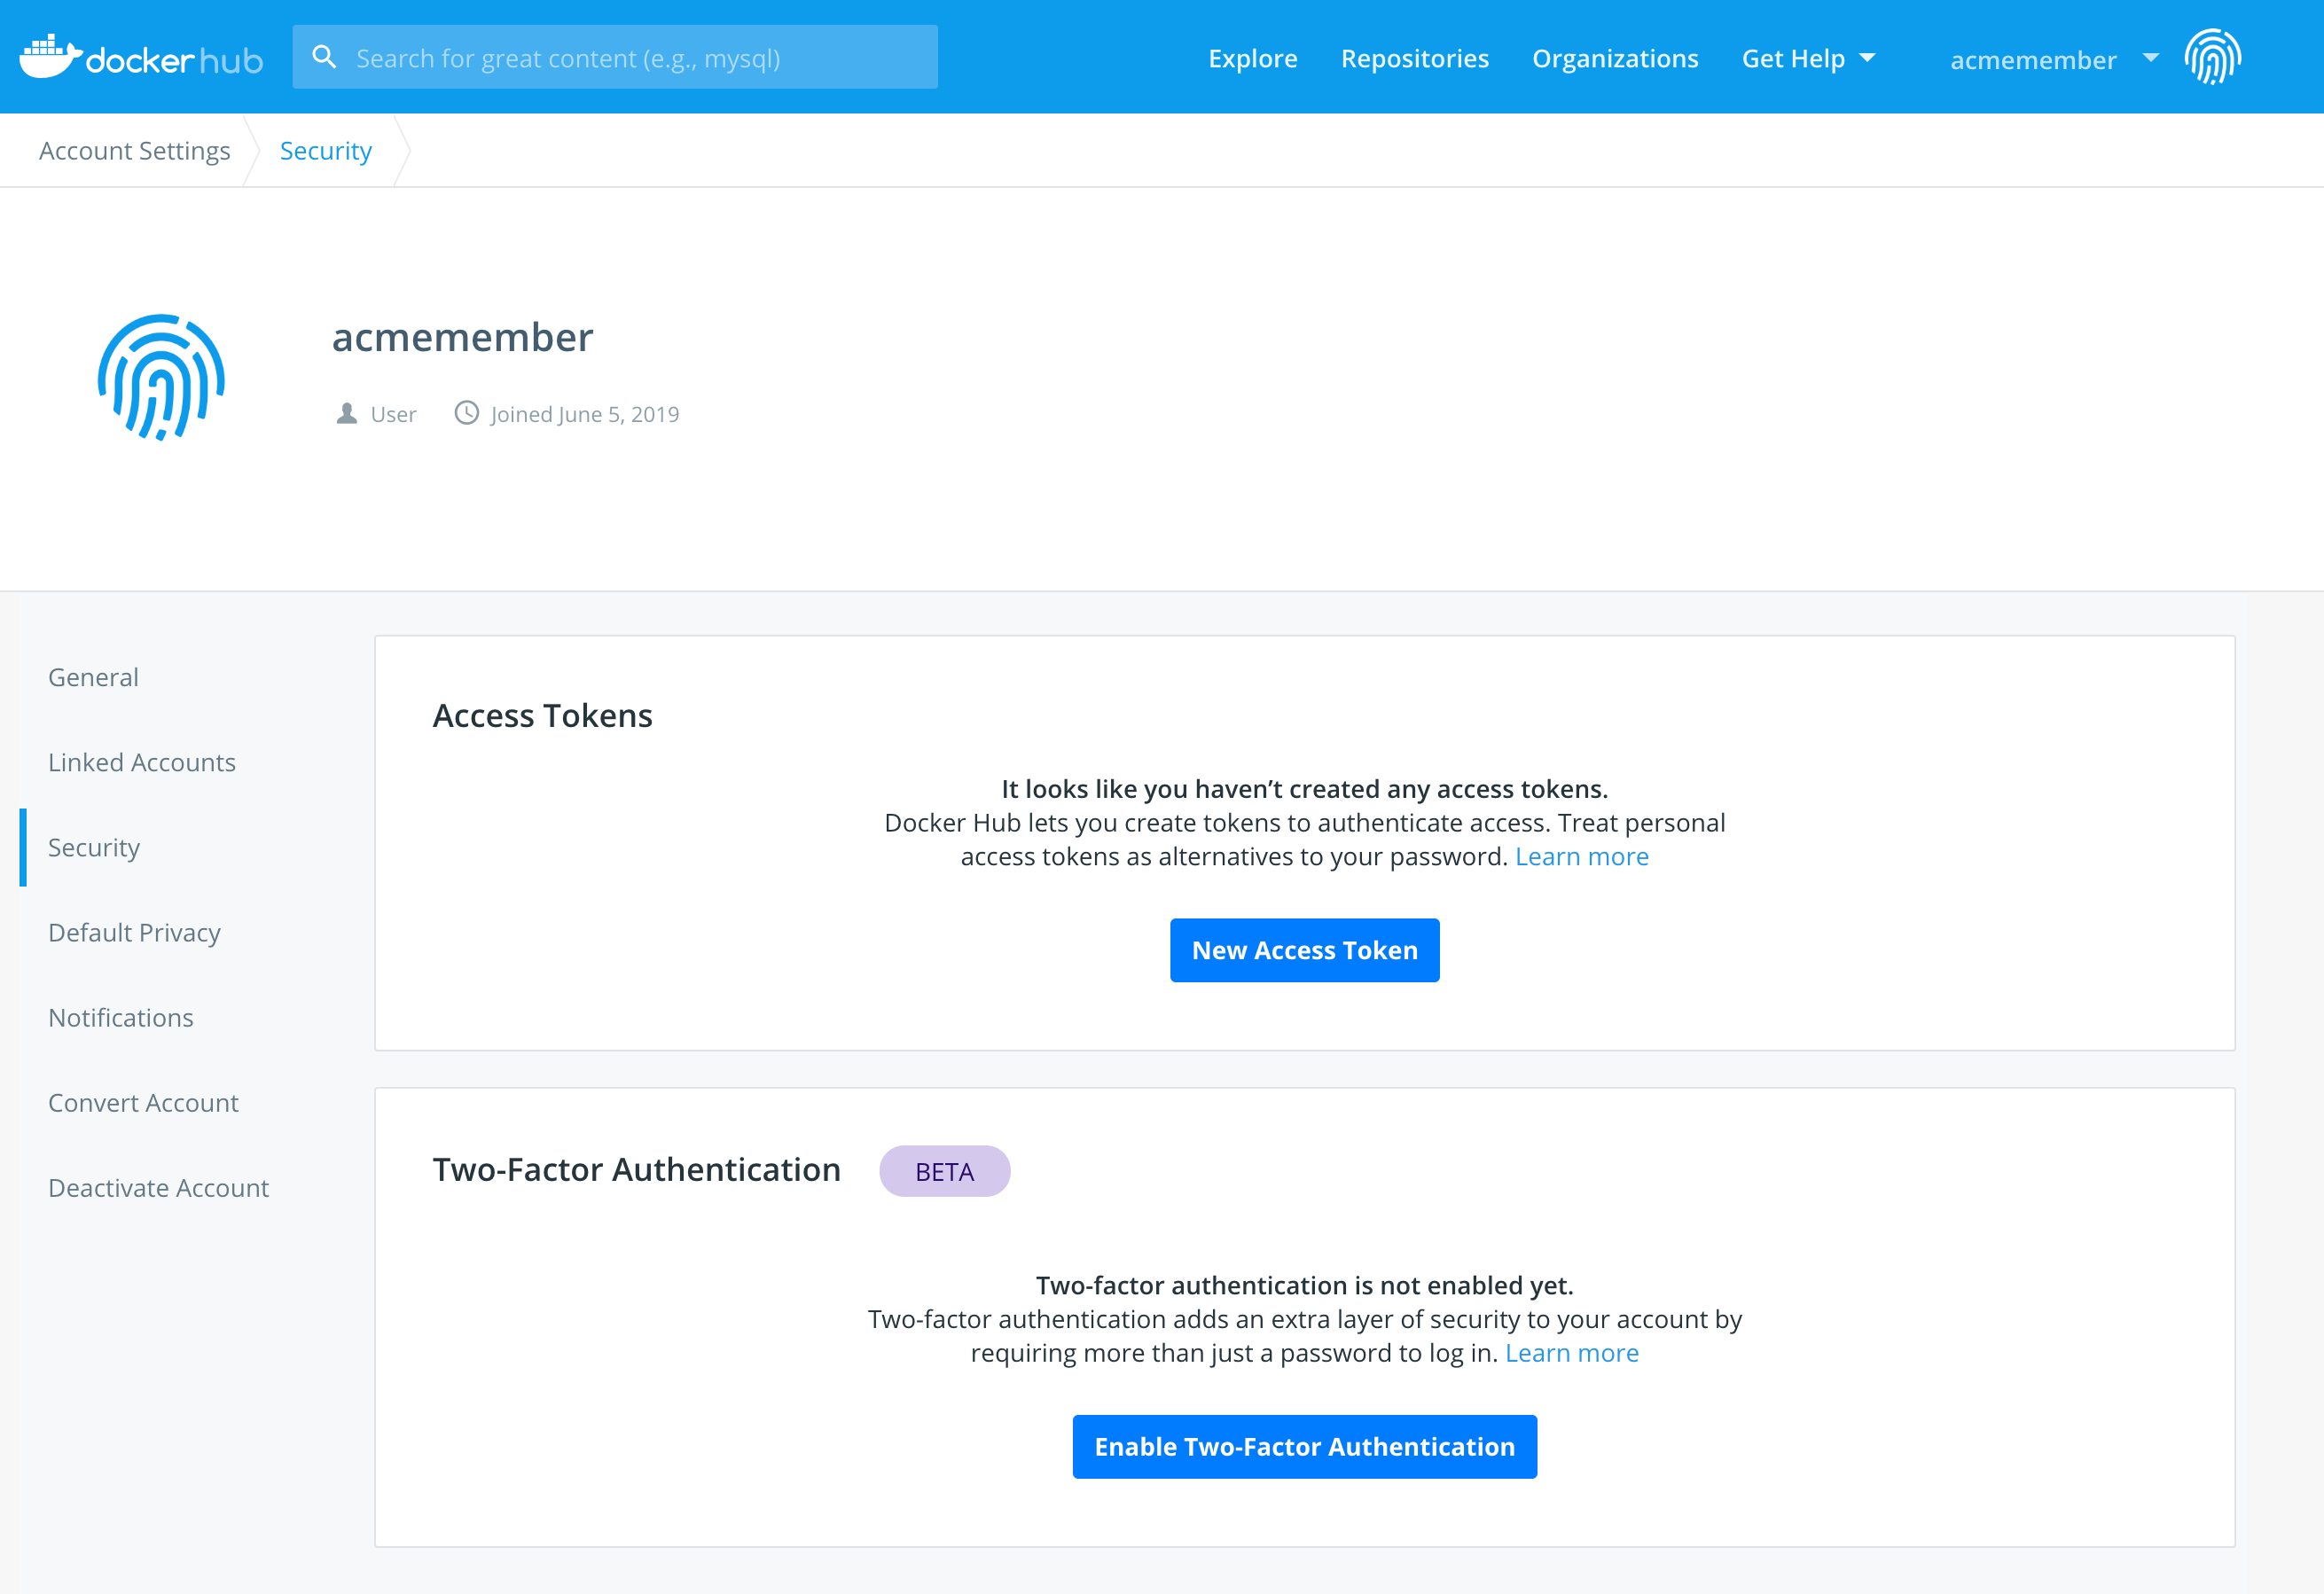 docker hub
Search for great content (e.g., mysql)
Explore
Repositories
Organizations
Get Help
acmemember
Account Settings
Security
acmemember
User
Joined June 5, 2019
General
Linked Accounts
Security
Default Privacy
Notifications
Convert Account
Deactivate Account
Access Tokens
It looks like you haven’t created any access tokens.
Docker Hub lets you create tokens to authenticate access. Treat personal
access tokens as alternatives to your password. Learn more
New Access Token
Two-Factor Authentication
BETA
Two-factor authentication is not enabled yet.
Two-factor authentication adds an extra layer of security to your account by
requiring more than just a password to log in. Learn more
Enable Two-Factor Authentication